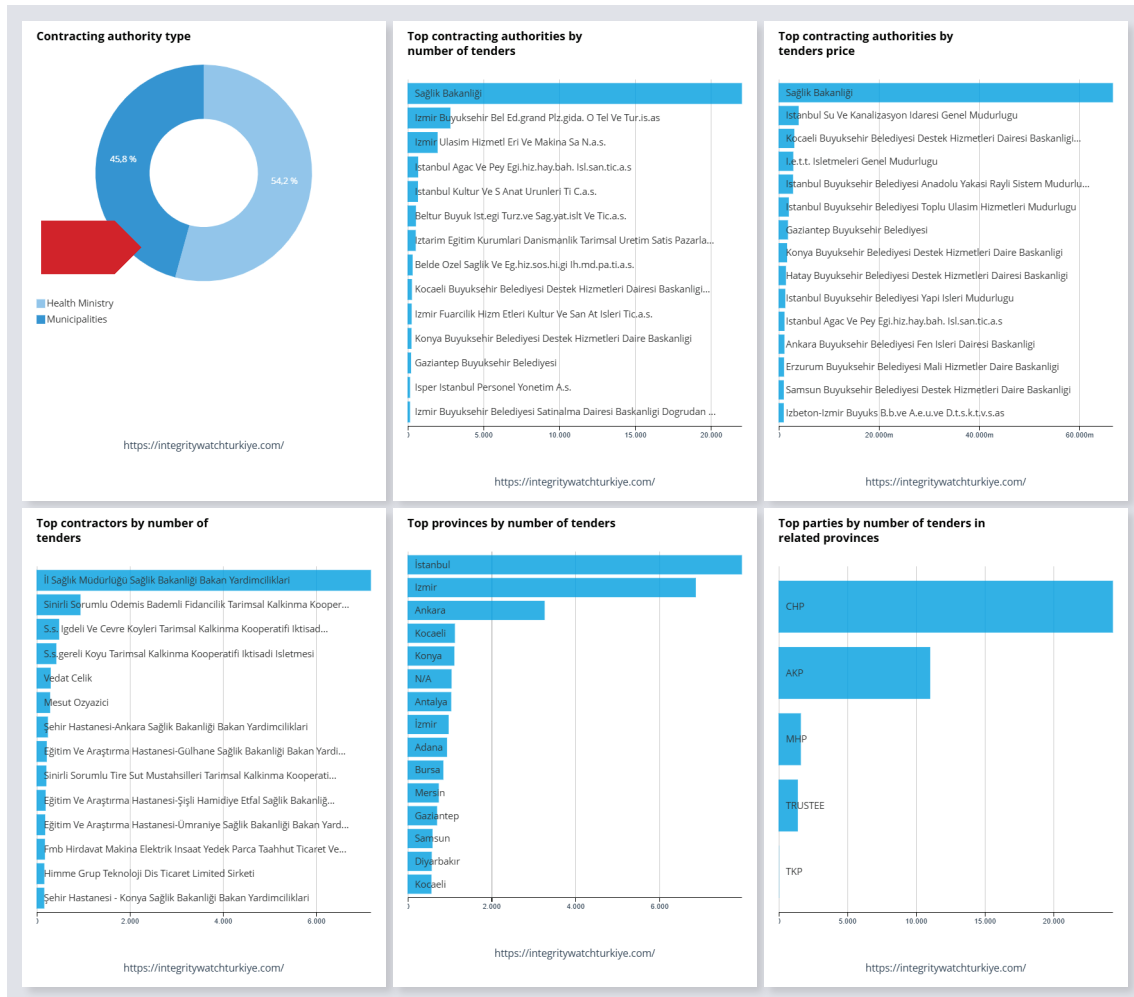 Contracting authority type
45,8 %
54,2 %
Health Ministry
Municipalities
https://integritywatchturkiye.com/
Top contracting authorities by
number of tenders
Sağlik Bakanliği
Izmir Buyuksehir Bel Ed.grand Plz.gida. O Tel Ve Tur.is.as
Izmir Ulasim Hizmetl Eri Ve Makina Sa N.a.s.
Istanbul Agac Ve Pey Egi.hiz.hay.bah. Isl.san.tic.a.s
Istanbul Kultur Ve S Anat Urunleri Ti C.a.s.
Beltur Buyuk Ist.egi Turz.ve Sag.yat.islt Ve Tic.a.s.
Iztarim Egitim Kurumlari Danismanlik Tarimsal Uretim Satis Pazarla...
Belde Ozel Saglik Ve Eg.hiz.sos.hi.gi Ih.md.pa.ti.a.s.
Kocaeli Buyuksehir Belediyesi Destek Hizmetleri Dairesi Baskanligi...
Izmir Fuarcilik Hizm Etleri Kultur Ve San At Isleri Tic.a.s.
Konya Buyuksehir Belediyesi Destek Hizmetleri Daire Baskanligi
Gaziantep Buyuksehir Belediyesi
Isper Istanbul Personel Yonetim A.s.
Izmir Buyuksehir Belediyesi Satinalma Dairesi Baskanligi Dogrudan ...
5.000 10.000 15.000 20.000
https://integritywatchturkiye.com/
Top contracting authorities by
tenders price
Sağlik Bakanliği
Istanbul Su Ve Kanalizasyon Idaresi Genel Mudurlugu
Kocaeli Buyuksehir Belediyesi Destek Hizmetleri Dairesi Baskanligi...
I.e.t.t. Isletmeleri Genel Mudurlugu
Istanbul Buyuksehir Belediyesi Anadolu Yakasi Rayli Sistem Mudurlu...
Istanbul Buyuksehir Belediyesi Toplu Ulasim Hizmetleri Mudurlugu
Gaziantep Buyuksehir Belediyesi
Konya Buyuksehir Belediyesi Destek Hizmetleri Daire Baskanligi
Hatay Buyuksehir Belediyesi Destek Hizmetleri Daire Baskanligi
Istanbul Buyuksehir Belediyesi Yapi Isleri Mudurlugu
Istanbul Agac Ve Pey Egi.hiz.hay.bah. Isl.san.tic.a.s
Ankara Buyuksehir Belediyesi Fen Isleri Dairesi Baskanligi
Erzurum Buyuksehir Belediyesi Mali Hizmetler Daire Baskanligi
Samsun Buyuksehir Belediyesi Destek Hizmetleri Daire Baskanligi
Izbeton-Izmir Buyuks B.b.ve A.e.u.ve D.t.s.k.t.v.s.as
20.000m 40.000m 60.000m
https://integritywatchturkiye.com/
Top contractors by number of
tenders
İl Sağlık Müdürlüğü Sağlik Bakanliği Bakan Yardimciliklari
Sinirli Sorumlu Odemis Bademli Fidancilik Tarimsal Kalkinma Kooper...
S.s. Igdeli Ve Cevre Koyleri Tarimsal Kalkinma Kooperatifi Iktisad...
S.s.gereli Koyu Tarimsal Kalkinma Kooperatifi Iktisadi Isletmesi
Vedat Celik
Mesut Ozyazici
Şehir Hastanesi-Ankara Sağlik Bakanliği Bakan Yardimciliklari
Eğitim Ve Araştırma Hastanesi-Gülhane Sağlik Bakanliği Bakan Yardi...
Sinirli Sorumlu Tire Sut Mustahsilleri Tarimsal Kalkinma Kooperati...
Eğitim Ve Araştırma Hastanesi-Şişli Hamidiye Etfal Sağlik Bakanliğ...
Eğitim Ve Araştırma Hastanesi-Ümraniye Sağlik Bakanliği Bakan Yard...
Fmb Hirdavat Makina Elektrik Insaat Yedek Parca Taahhut Ticaret Ve...
Himme Grup Teknoloji Dis Ticaret Limited Sirketi
Şehir Hastanesi - Konya Sağlik Bakanliği Bakan Yardimciliklari
2.000 4.000 6.000
https://integritywatchturkiye.com/
Top provinces by number of tenders
İstanbul
Izmir
Ankara
Kocaeli
Konya
N/A
Antalya
İzmir
Adana
Bursa
Mersin
Gaziantep
Samsun
Diyarbakır
Kocaeli
2.000 4.000 6.000
https://integritywatchturkiye.com/
Top parties by number of tenders in
related provinces
CHP
AKP
MHP
TRUSTEE
TKP
5.000 10.000 15.000 20.000
https://integritywatchturkiye.com/